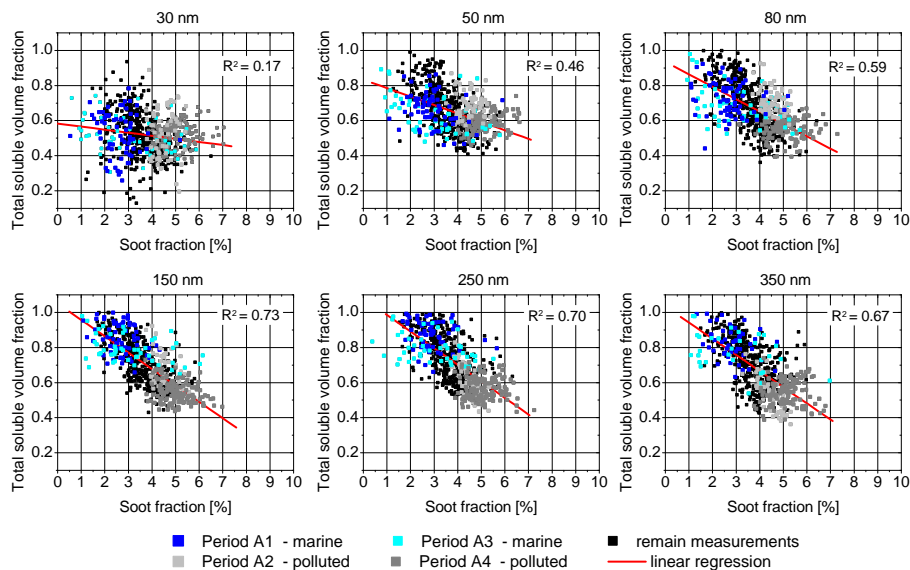 30 nm
50 nm
80 nm
Total soluble volume fraction
1.0
0.8
0.6
0.4
0.2
R² = 0.17
0 1 2 3 4 5 6 7 8 9 10
Soot fraction [%]
Total soluble volume fraction
1.0
0.8
0.6
0.4
0.2
R² = 0.46
0 1 2 3 4 5 6 7 8 9 10
Soot fraction [%]
Total soluble volume fraction
1.0
0.8
0.6
0.4
0.2
R² = 0.59
0 1 2 3 4 5 6 7 8 9 10
Soot fraction [%]
150 nm
250 nm
350 nm
Total soluble volume fraction
1.0
0.8
0.6
0.4
0.2
R² = 0.73
0 1 2 3 4 5 6 7 8 9 10
Soot fraction [%]
Total soluble volume fraction
1.0
0.8
0.6
0.4
0.2
R² = 0.70
0 1 2 3 4 5 6 7 8 9 10
Soot fraction [%]
Total soluble volume fraction
1.0
0.8
0.6
0.4
0.2
R² = 0.67
0 1 2 3 4 5 6 7 8 9 10
Soot fraction [%]
Period A1 - marine
Period A3 - marine
remain measurements
Period A2 - polluted
Period A4 - polluted
linear regression